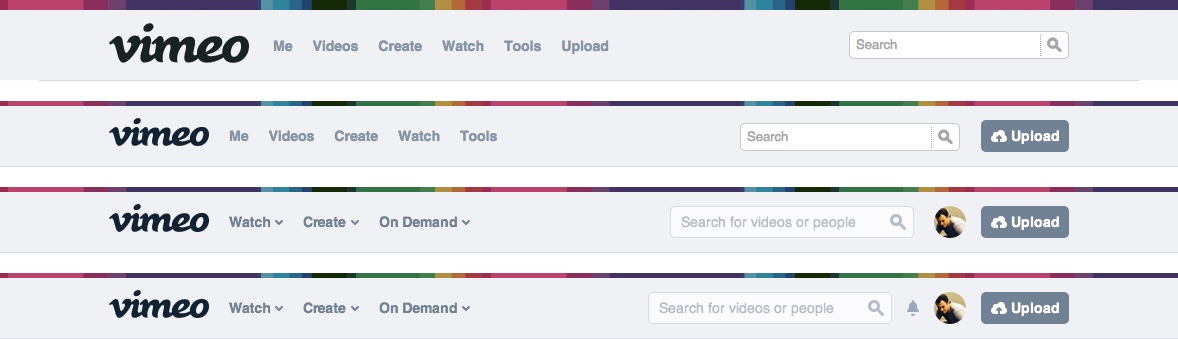 vimeo Me Videos Create Watch Tools Upload Search
vimeo Me Videos Create Watch Tools Search Upload
vimeo Watch Create On Demand Search for videos or people Upload
vimeo Watch Create On Demand Search for videos or people Upload